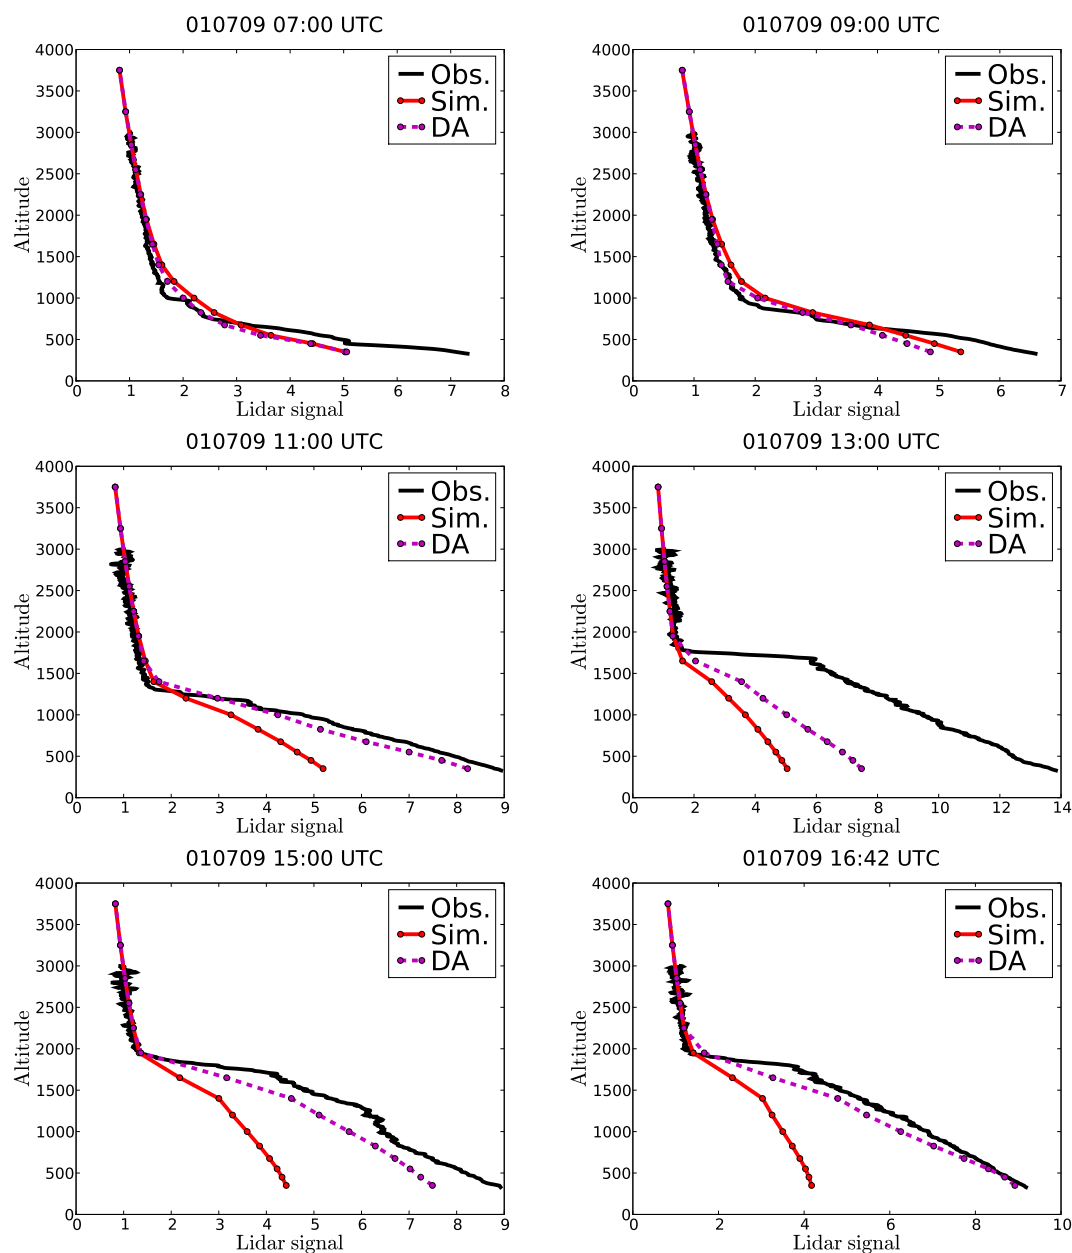 010709 07:00 UTC
4000
3500
3000
2500
2000
1500
1000
500
0
Altitude
Obs.
Sim.
DA
0 1 2 3 4 5 6 7 8
Lidar signal
010709 09:00 UTC
4000
3500
3000
2500
2000
1500
1000
500
0
Altitude
Obs.
Sim.
DA
0 1 2 3 4 5 6 7
Lidar signal
010709 11:00 UTC
4000
3500
3000
2500
2000
1500
1000
500
0
Altitude
Obs.
Sim.
DA
0 1 2 3 4 5 6 7 8 9
Lidar signal
010709 13:00 UTC
4000
3500
3000
2500
2000
1500
1000
500
0
Altitude
Obs.
Sim.
DA
0 2 4 6 8 10 12 14
Lidar signal
010709 15:00 UTC
4000
3500
3000
2500
2000
1500
1000
500
0
Altitude
Obs.
Sim.
DA
0 1 2 3 4 5 6 7 8 9
Lidar signal
010709 16:42 UTC
4000
3500
3000
2500
2000
1500
1000
500
0
Altitude
Obs.
Sim.
DA
0 2 4 6 8 10
Lidar signal